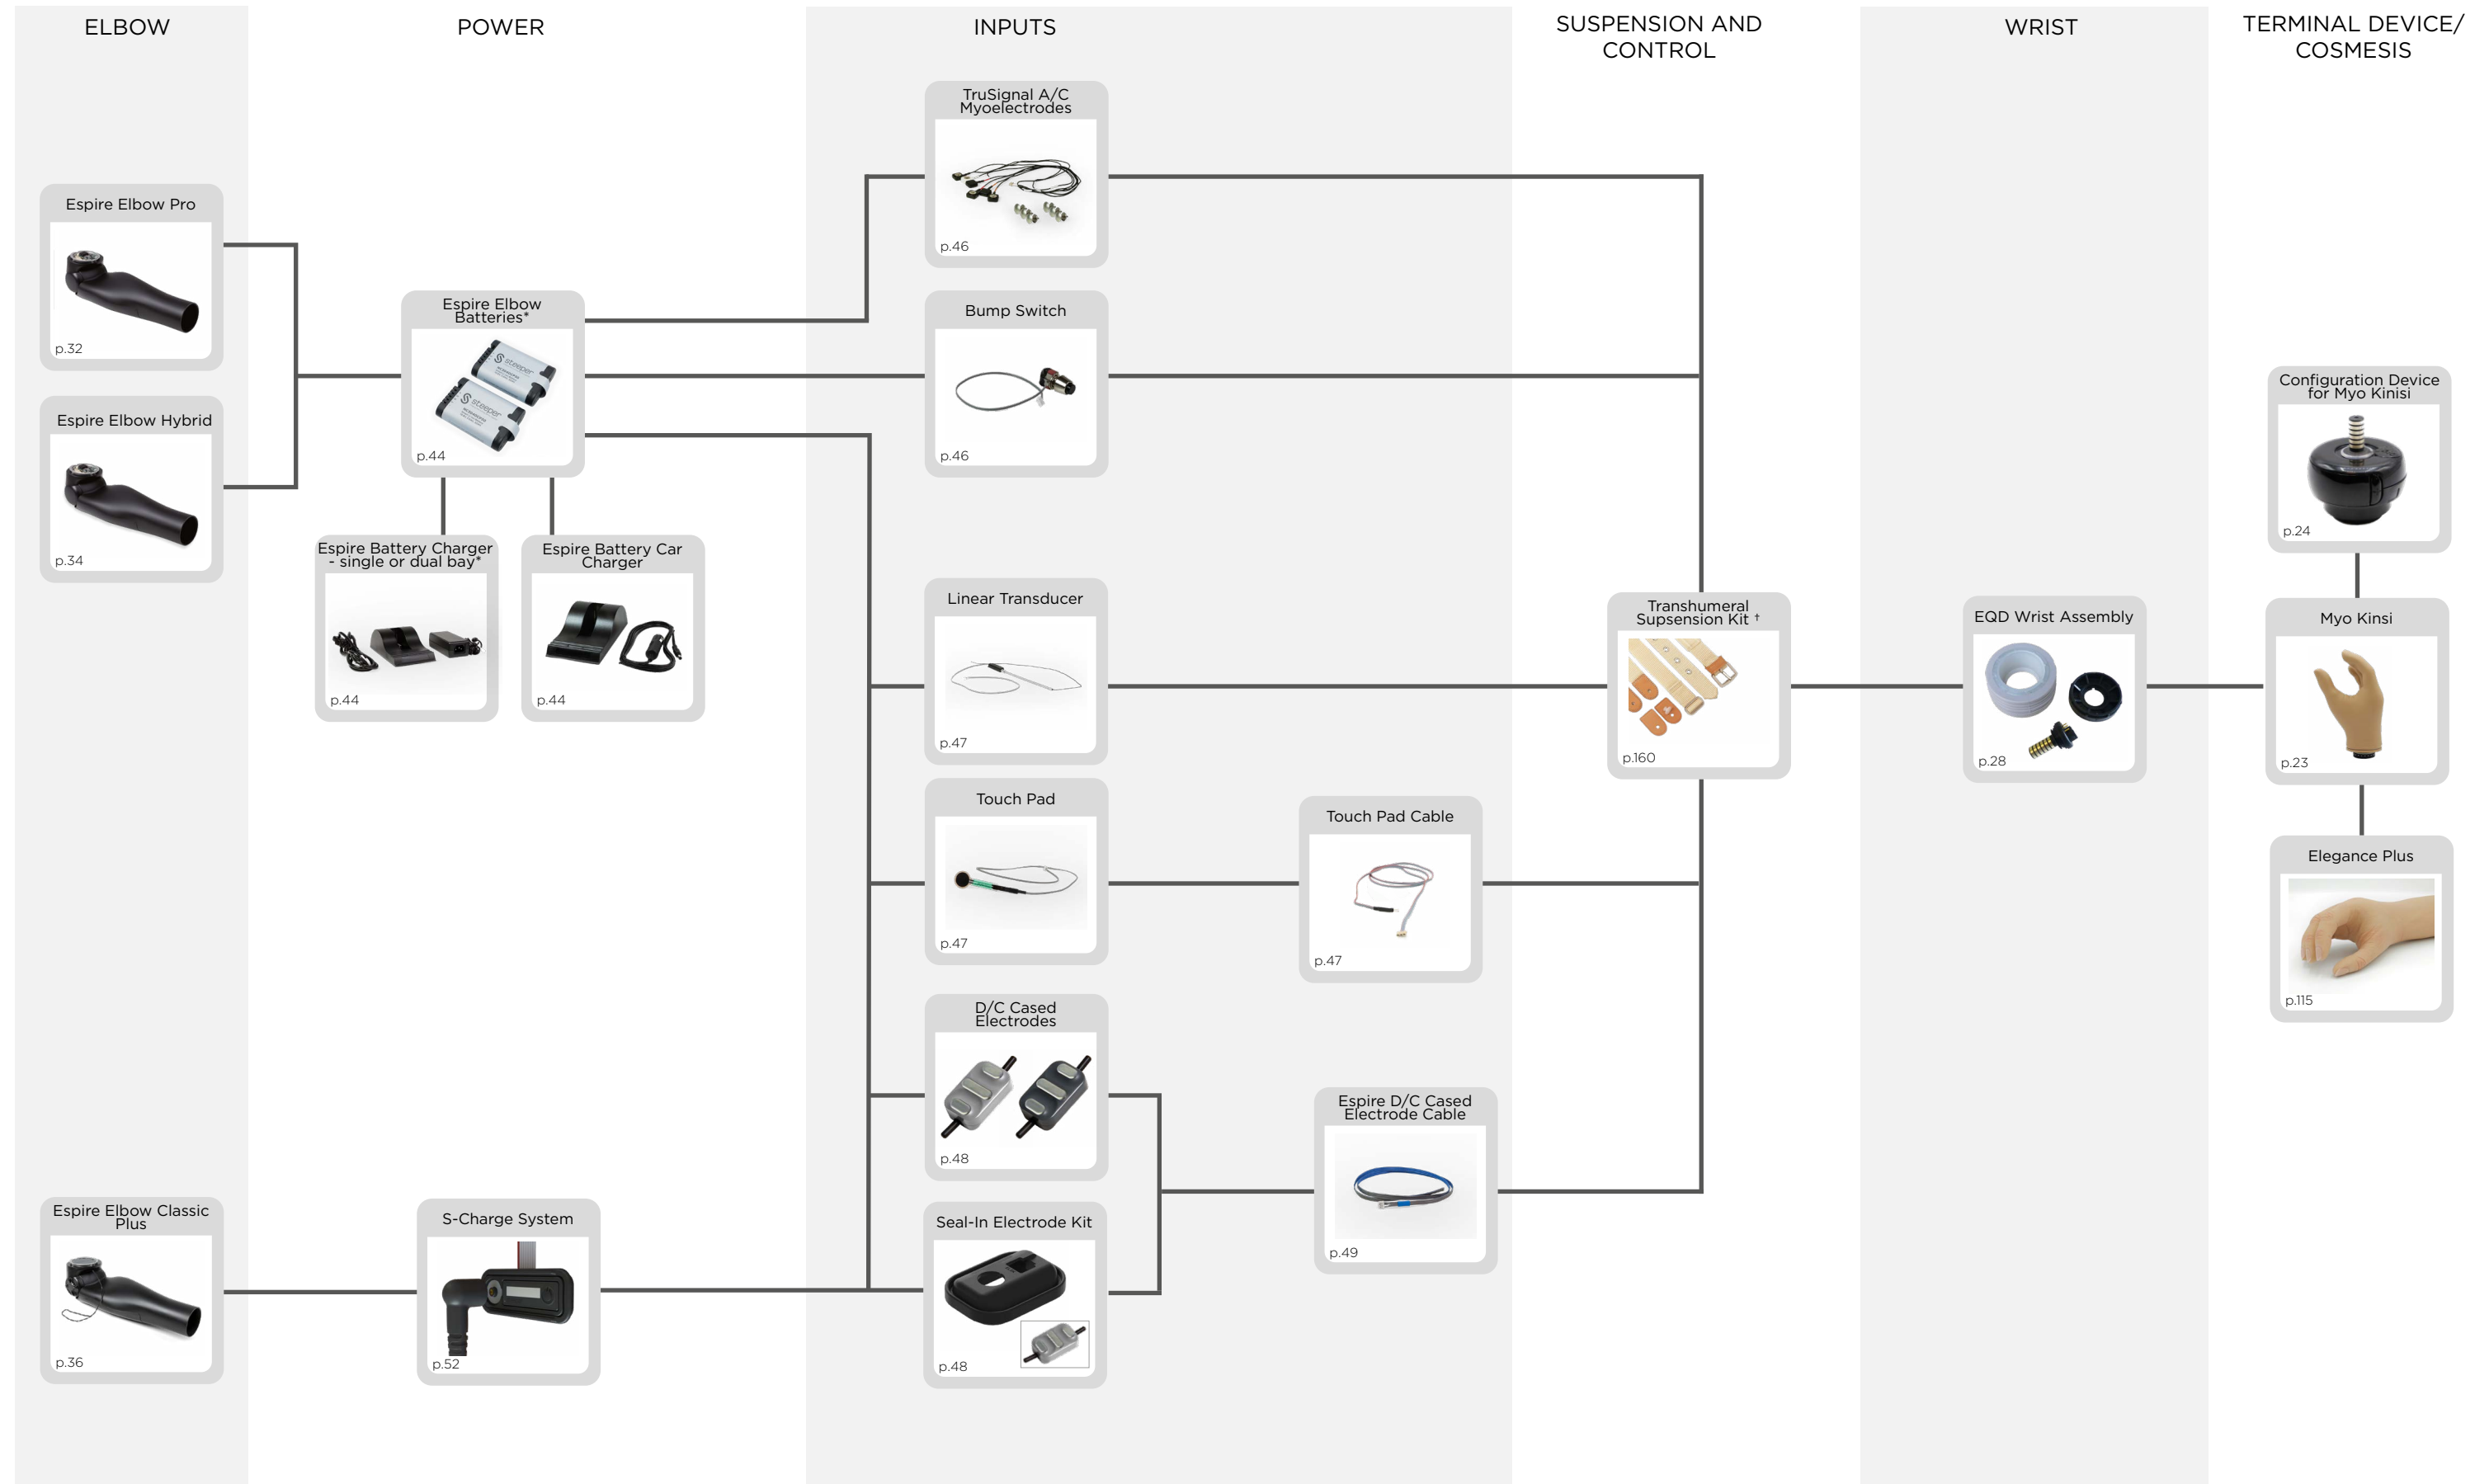 ELBOW
POWER
INPUTS
SUSPENSION AND
CONTROL
WRIST
TERMINAL DEVICE/
COSMESIS
Espire Elbow Pro
p.32
Espire Elbow Hybrid
p.34
Espire Elbow Classic
Plus
p.36
Espire Elbow
Batteries*
steeper
steeper
p.44
Espire Battery Charger
- single or dual bay*
p.44
Espire Battery Car
Charger
p.44
S-Charge System
p.52
TruSignal A/C
Myoelectrodes
p.46
Bump Switch
p.46
Linear Transducer
p.47
Touch Pad
p.47
Touch Pad Cable
p.47
D/C Cased
Electrodes
p.48
Seal-In Electrode Kit
p.48
Espire D/C Cased
Electrode Cable
p.49
Transhumeral
Supsension Kit †
p.160
EQD Wrist Assembly
p.28
Configuration Device
for Myo Kinisi
p.24
Myo Kinsi
p.23
Elegance Plus
p.115